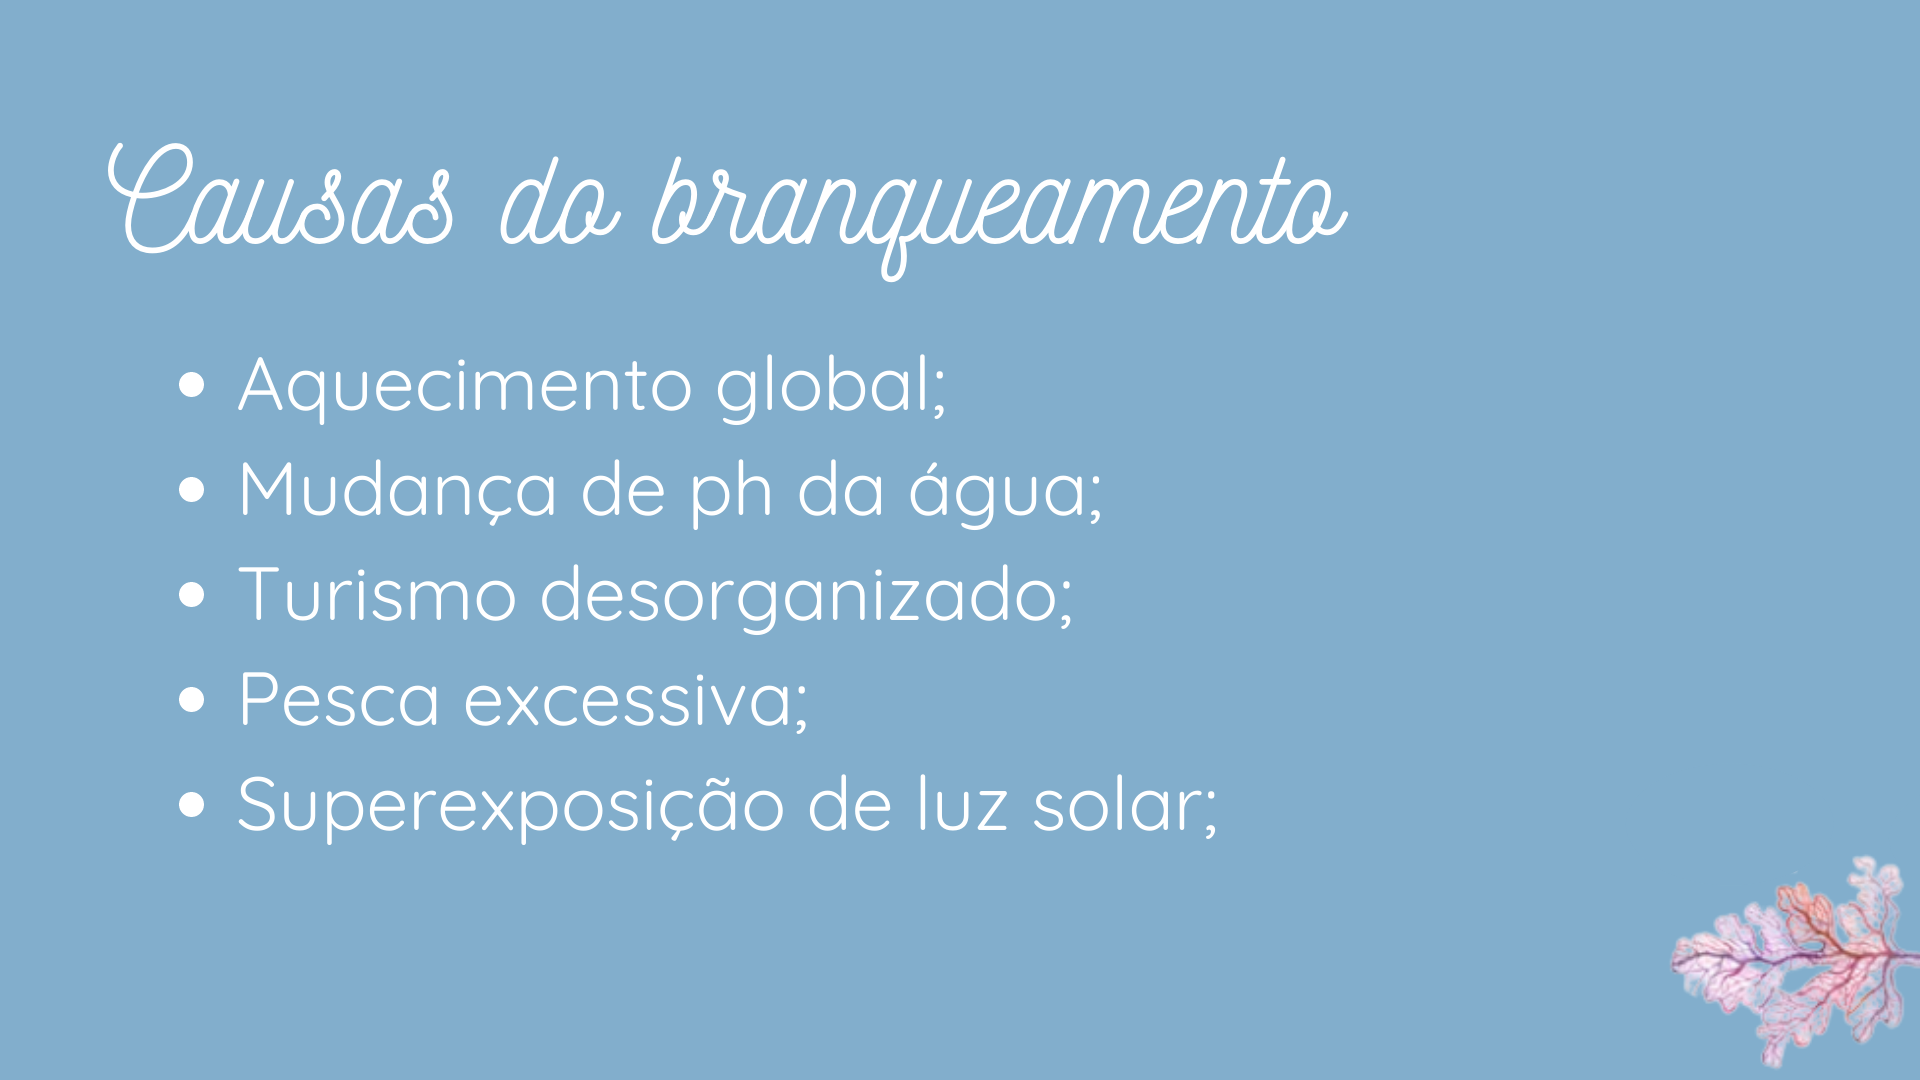 Causas do branqueamento
• Aquecimento global;
• Mudança de ph da água;
• Turismo desorganizado;
• Pesca excessiva;
• Superexposição de luz solar;